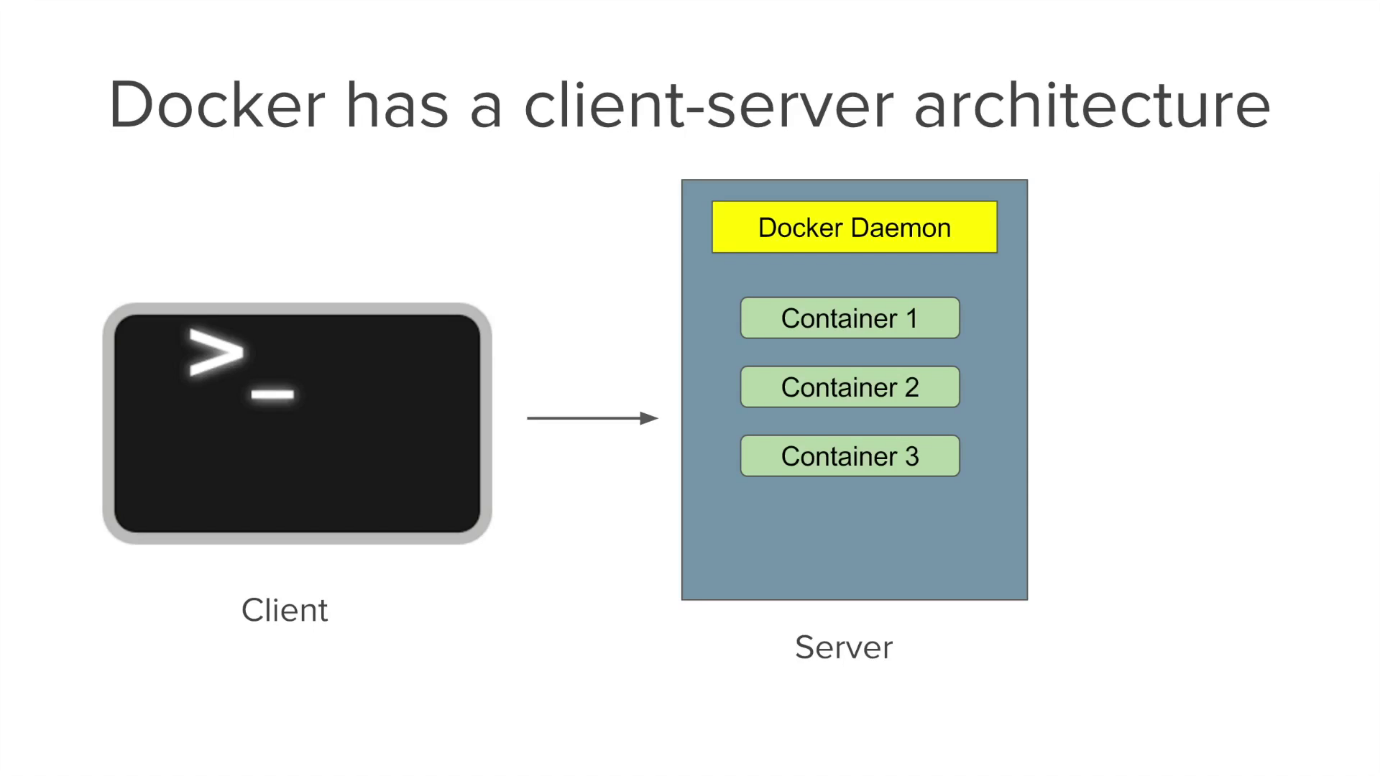 Docker has a client-server architecture
>_
Client
Docker Daemon
Container 1
Container 2
Container 3
Server